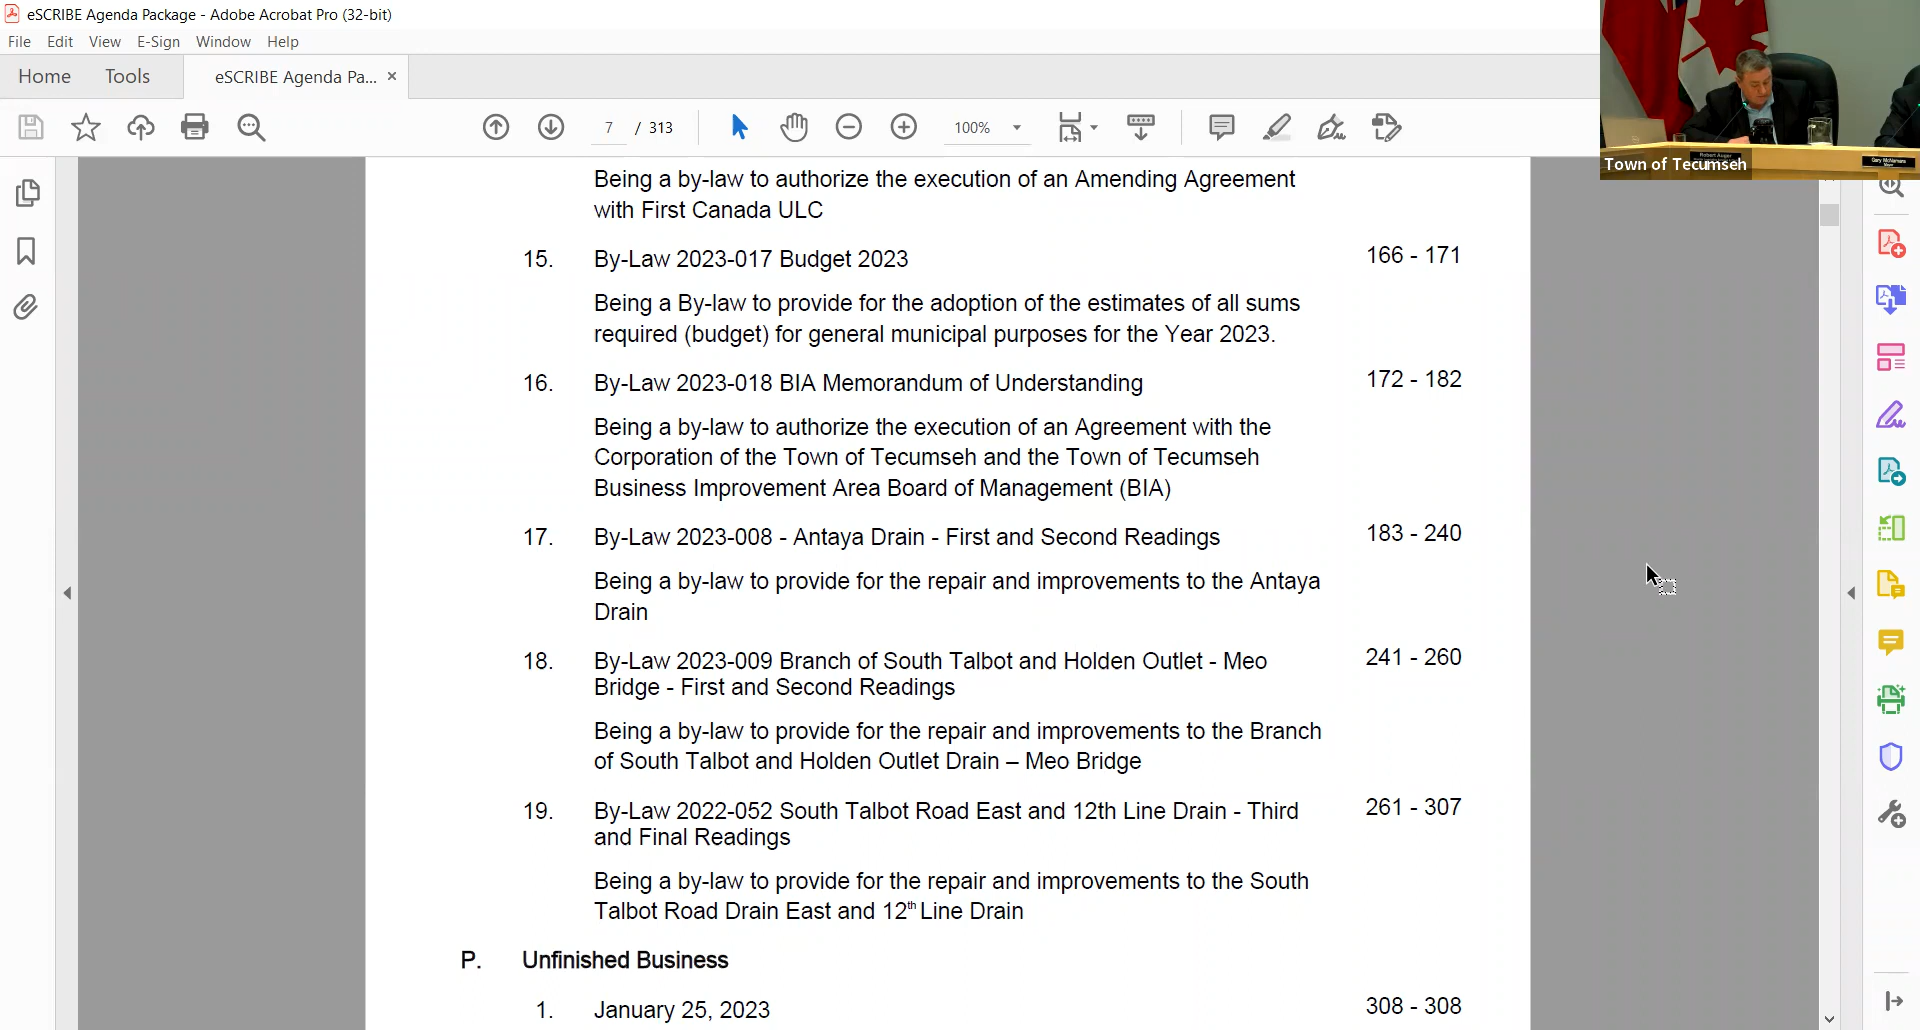 eSCRIBE Agenda Package - Adobe Acrobat Pro (32-bit)
File Edit View E-Sign Window Help
Home Tools eSCRIBE Agenda Pa... ×
7 / 313 100%
Town of Tecumseh
Robert Auger
Gary McNamara
Mayor
Being a by-law to authorize the execution of an Amending Agreement
with First Canada ULC
15. By-Law 2023-017 Budget 2023 166 - 171
Being a By-law to provide for the adoption of the estimates of all sums
required (budget) for general municipal purposes for the Year 2023.
16. By-Law 2023-018 BIA Memorandum of Understanding 172 - 182
Being a by-law to authorize the execution of an Agreement with the
Corporation of the Town of Tecumseh and the Town of Tecumseh
Business Improvement Area Board of Management (BIA)
17. By-Law 2023-008 - Antaya Drain - First and Second Readings 183 - 240
Being a by-law to provide for the repair and improvements to the Antaya
Drain
18. By-Law 2023-009 Branch of South Talbot and Holden Outlet - Meo 241 - 260
Bridge - First and Second Readings
Being a by-law to provide for the repair and improvements to the Branch
of South Talbot and Holden Outlet Drain – Meo Bridge
19. By-Law 2022-052 South Talbot Road East and 12th Line Drain - Third 261 - 307
and Final Readings
Being a by-law to provide for the repair and improvements to the South
Talbot Road Drain East and 12th Line Drain
P. Unfinished Business
1. January 25, 2023 308 - 308